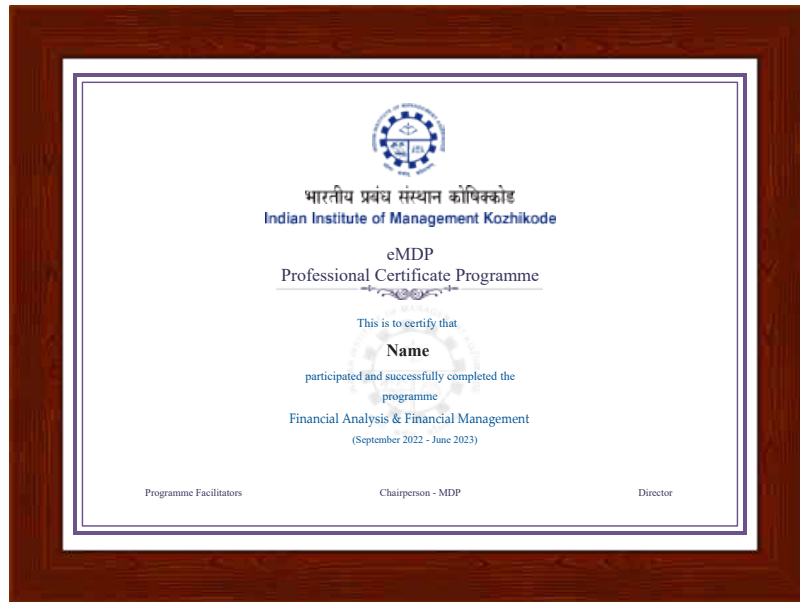 भारतीय प्रबंध संस्थान कोषिक्कोड
Indian Institute of Management Kozhikode
eMDP
Professional Certificate Programme
This is to certify that
Name
participated and successfully completed the
programme
Financial Analysis & Financial Management
(September 2022 - June 2023)
Programme Facilitators
Chairperson - MDP
Director